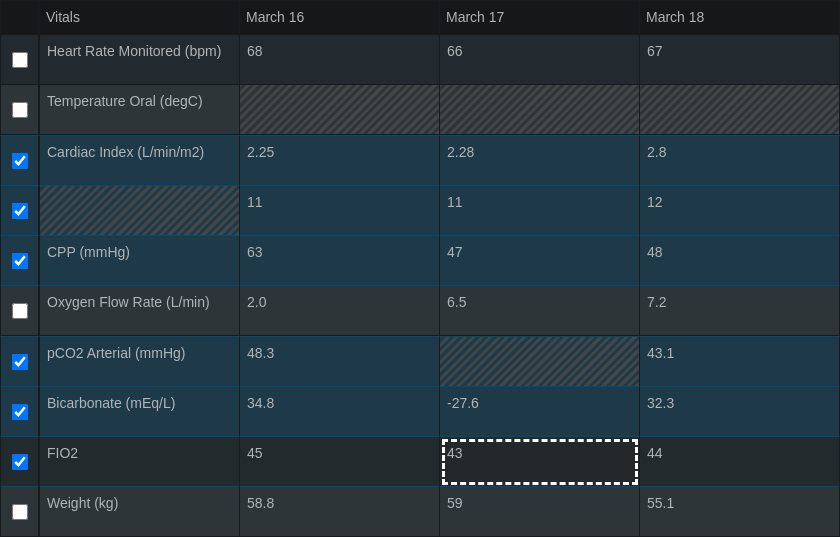 Vitals March 16 March 17 March 18
Heart Rate Monitored (bpm) 68 66 67
Temperature Oral (degC)
Cardiac Index (L/min/m2) 2.25 2.28 2.8
11 11 12
CPP (mmHg) 63 47 48
Oxygen Flow Rate (L/min) 2.0 6.5 7.2
pCO2 Arterial (mmHg) 48.3 43.1
Bicarbonate (mEq/L) 34.8 -27.6 32.3
FIO2 45 43 44
Weight (kg) 58.8 59 55.1